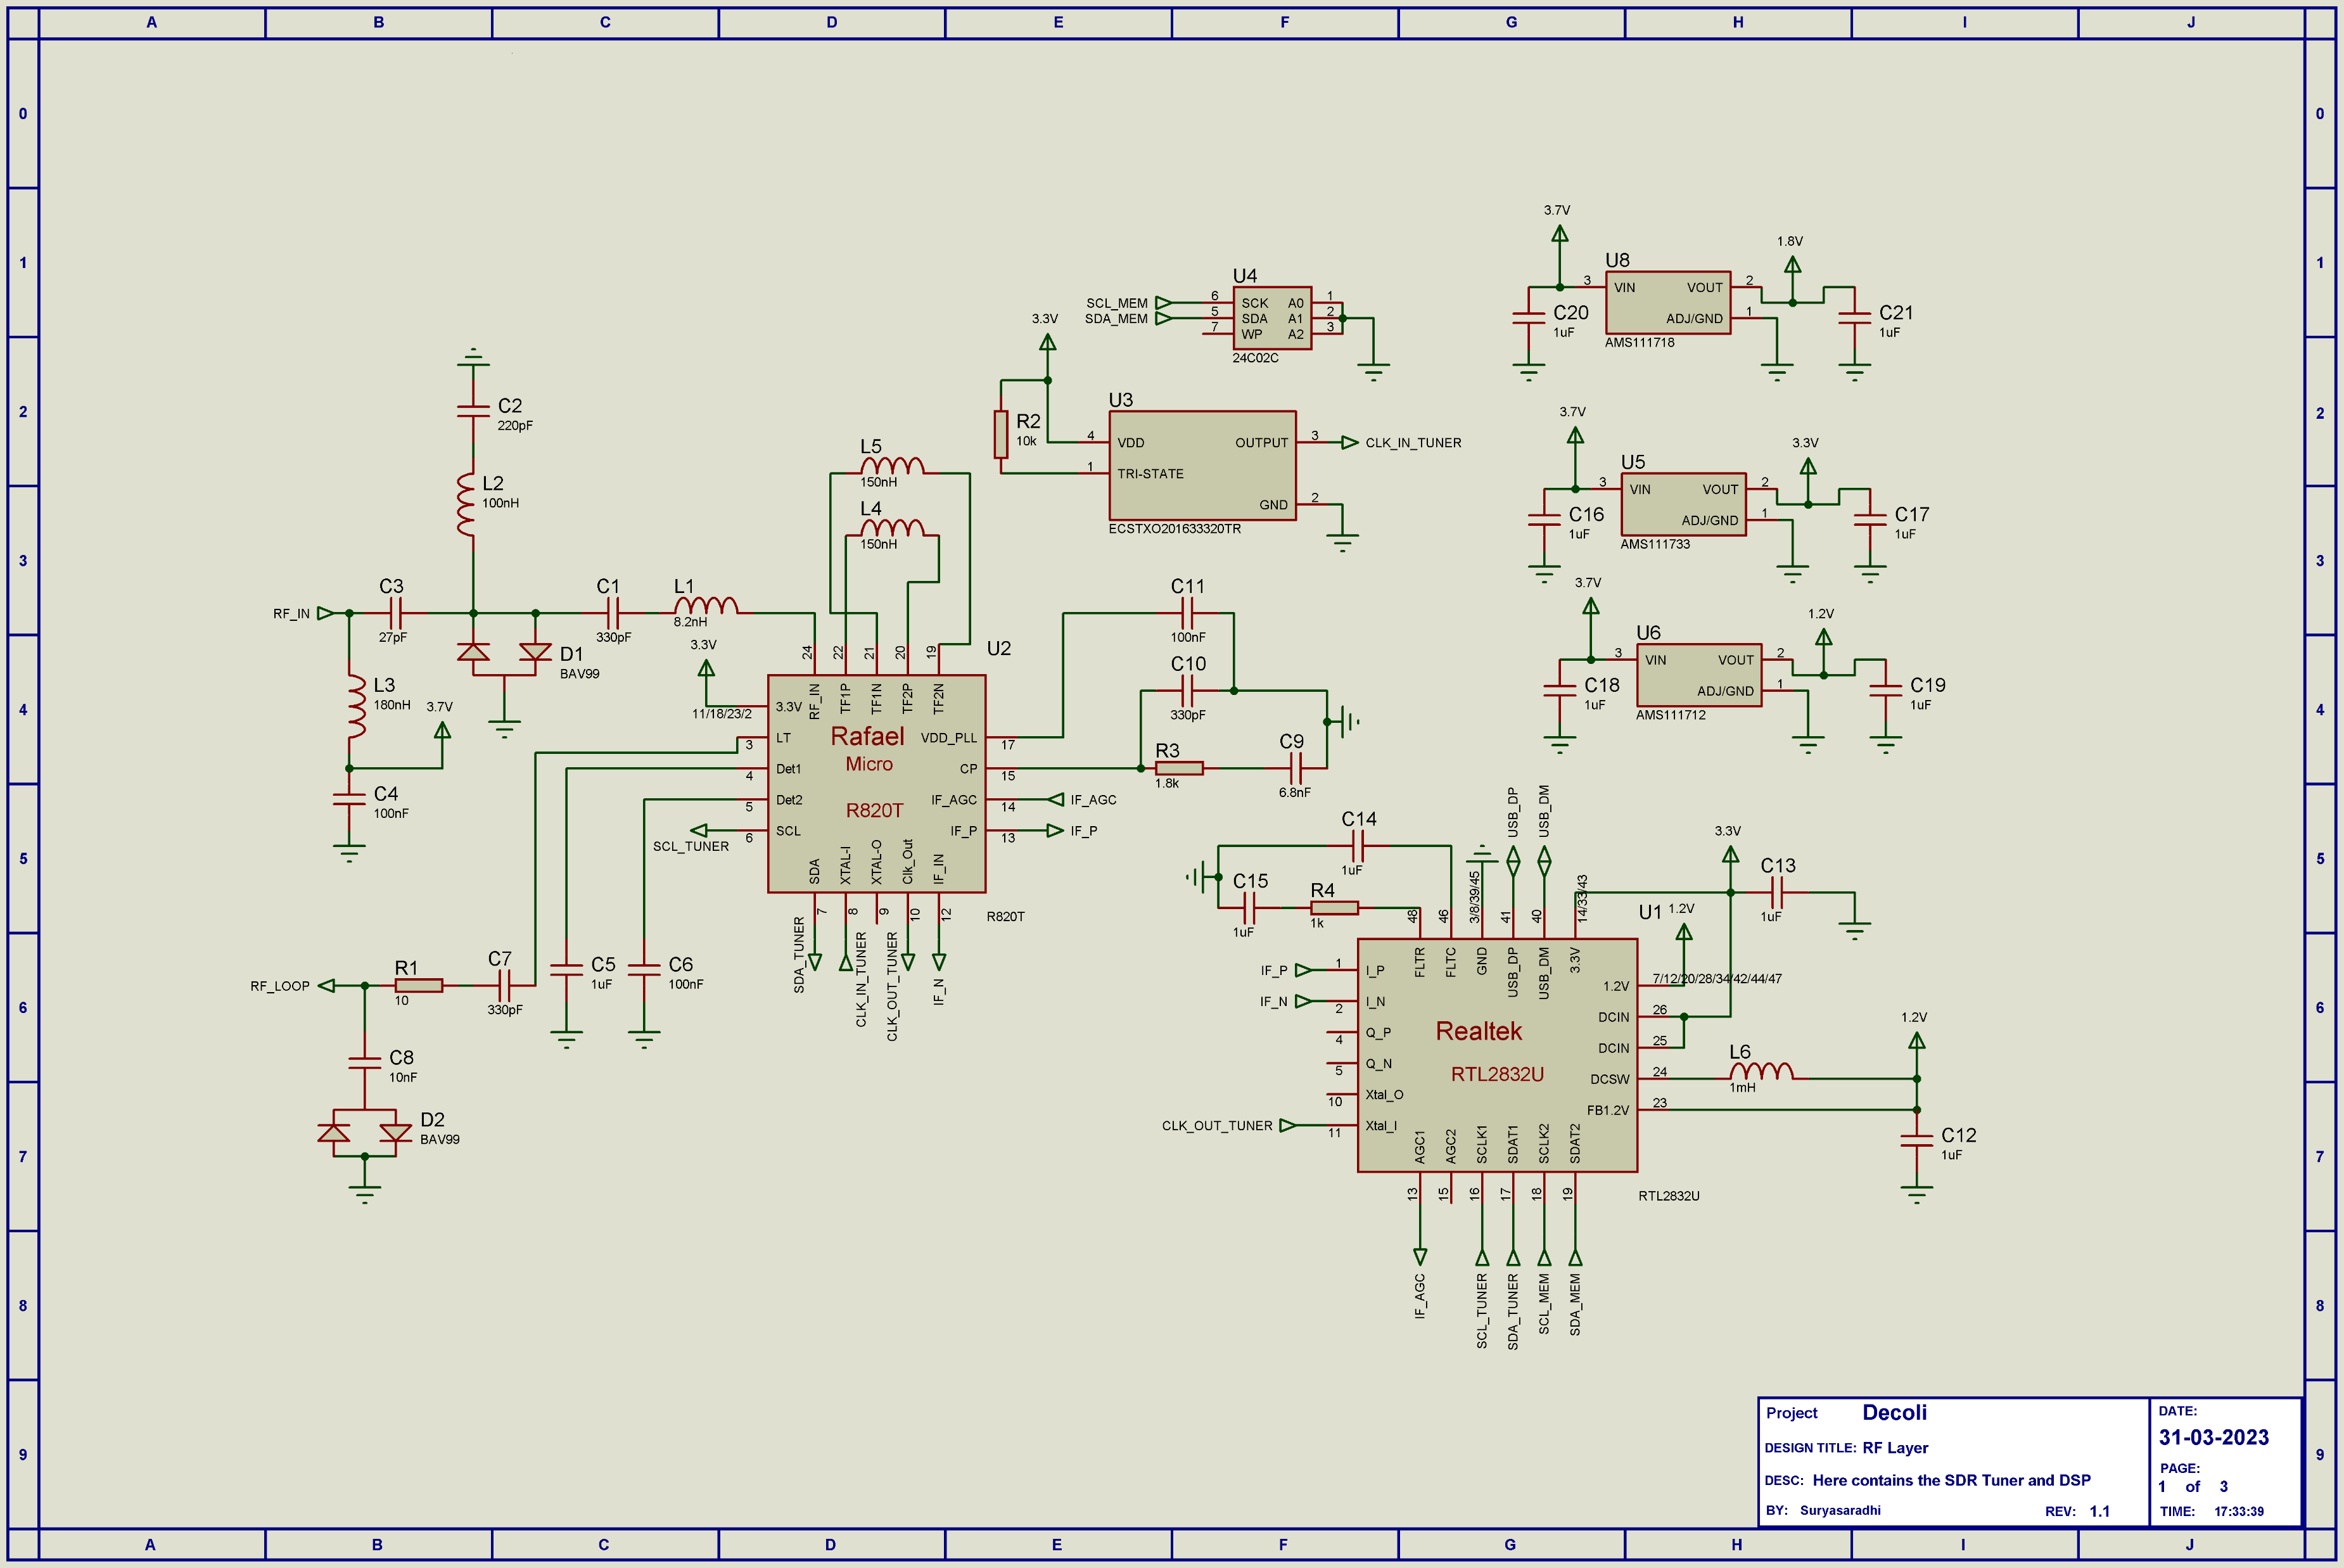 A B C D E F G H I J
0 0
1 1
2 2
3 3
4 4
5 5
6 6
7 7
8 8
9 9
A B C D E F G H I J
C2
220pF
L2
100nH
RF_IN
C3
27pF
C1
330pF
L1
8.2nH
D1
BAV99
L3
180nH
3.7V
C4
100nF
L5
150nH
L4
150nH
3.3V
11/18/23/2
U2
24 22 21 20 19
RF_IN TF1P TF1N TF2P TF2N
3.3V
3 LT
4 Det1
5 Det2
6 SCL
SCL_TUNER
Rafael
Micro
R820T
VDD_PLL 17
CP 15
IF_AGC 14 IF_AGC
IF_P 13 IF_P
SDA XTAL-I XTAL-O Clk_Out IF_IN
7 8 9 10 12
SDA_TUNER CLK_IN_TUNER CLK_OUT_TUNER IF_N
R820T
RF_LOOP
R1
10
C7
330pF
C5
1uF
C6
100nF
C8
10nF
D2
BAV99
U4
SCL_MEM 6 SCK A0 1
SDA_MEM 5 SDA A1 2
7 WP A2 3
24C02C
3.3V
R2
10k
U3
4 VDD OUTPUT 3 CLK_IN_TUNER
1 TRI-STATE
GND 2
ECSTXO201633320TR
C11
100nF
C10
330pF
R3
1.8k
C9
6.8nF
3.7V
1.8V
U8
3 VIN VOUT 2
ADJ/GND 1
AMS111718
C20
1uF
C21
1uF
3.7V
3.3V
U5
3 VIN VOUT 2
ADJ/GND 1
AMS111733
C16
1uF
C17
1uF
3.7V
1.2V
U6
3 VIN VOUT 2
ADJ/GND 1
AMS111712
C18
1uF
C19
1uF
USB_DP USB_DM
C14
1uF
C15
1uF
R4
1k
3.3V
C13
1uF
U1
1.2V
48 46 3/8/39/45 41 40 14/33/43
FLTR FLTC GND USB_DP USB_DM 3.3V
IF_P 1 I_P
IF_N 2 I_N
4 Q_P
5 Q_N
10 Xtal_O
CLK_OUT_TUNER 11 Xtal_I
Realtek
RTL2832U
1.2V 7/12/20/28/34/42/44/47
DCIN 26
DCIN 25
DCSW 24
FB1.2V 23
L6
1mH
1.2V
C12
1uF
AGC1 AGC2 SCLK1 SDAT1 SCLK2 SDAT2
13 15 16 17 18 19
IF_AGC SCL_TUNER SDA_TUNER SCL_MEM SDA_MEM
RTL2832U
Project Decoli
DESIGN TITLE: RF Layer
DESC: Here contains the SDR Tuner and DSP
BY: Suryasaradhi REV: 1.1
DATE:
31-03-2023
PAGE:
1 of 3
TIME: 17:33:39